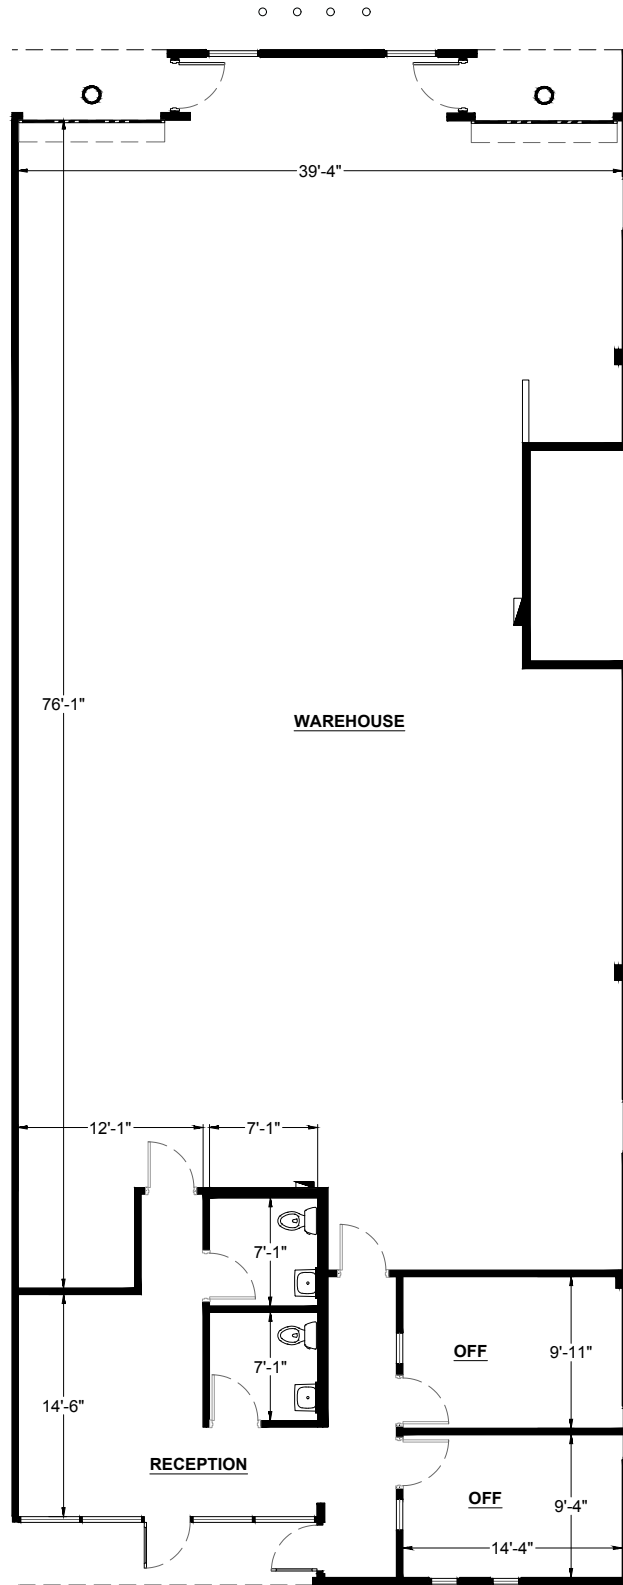 39'-4"
76'-1"
WAREHOUSE
12'-1"
7'-1"
7'-1"
OFF
9'-11"
7'-1"
14'-6"
RECEPTION
OFF
9'-4"
14'-4"